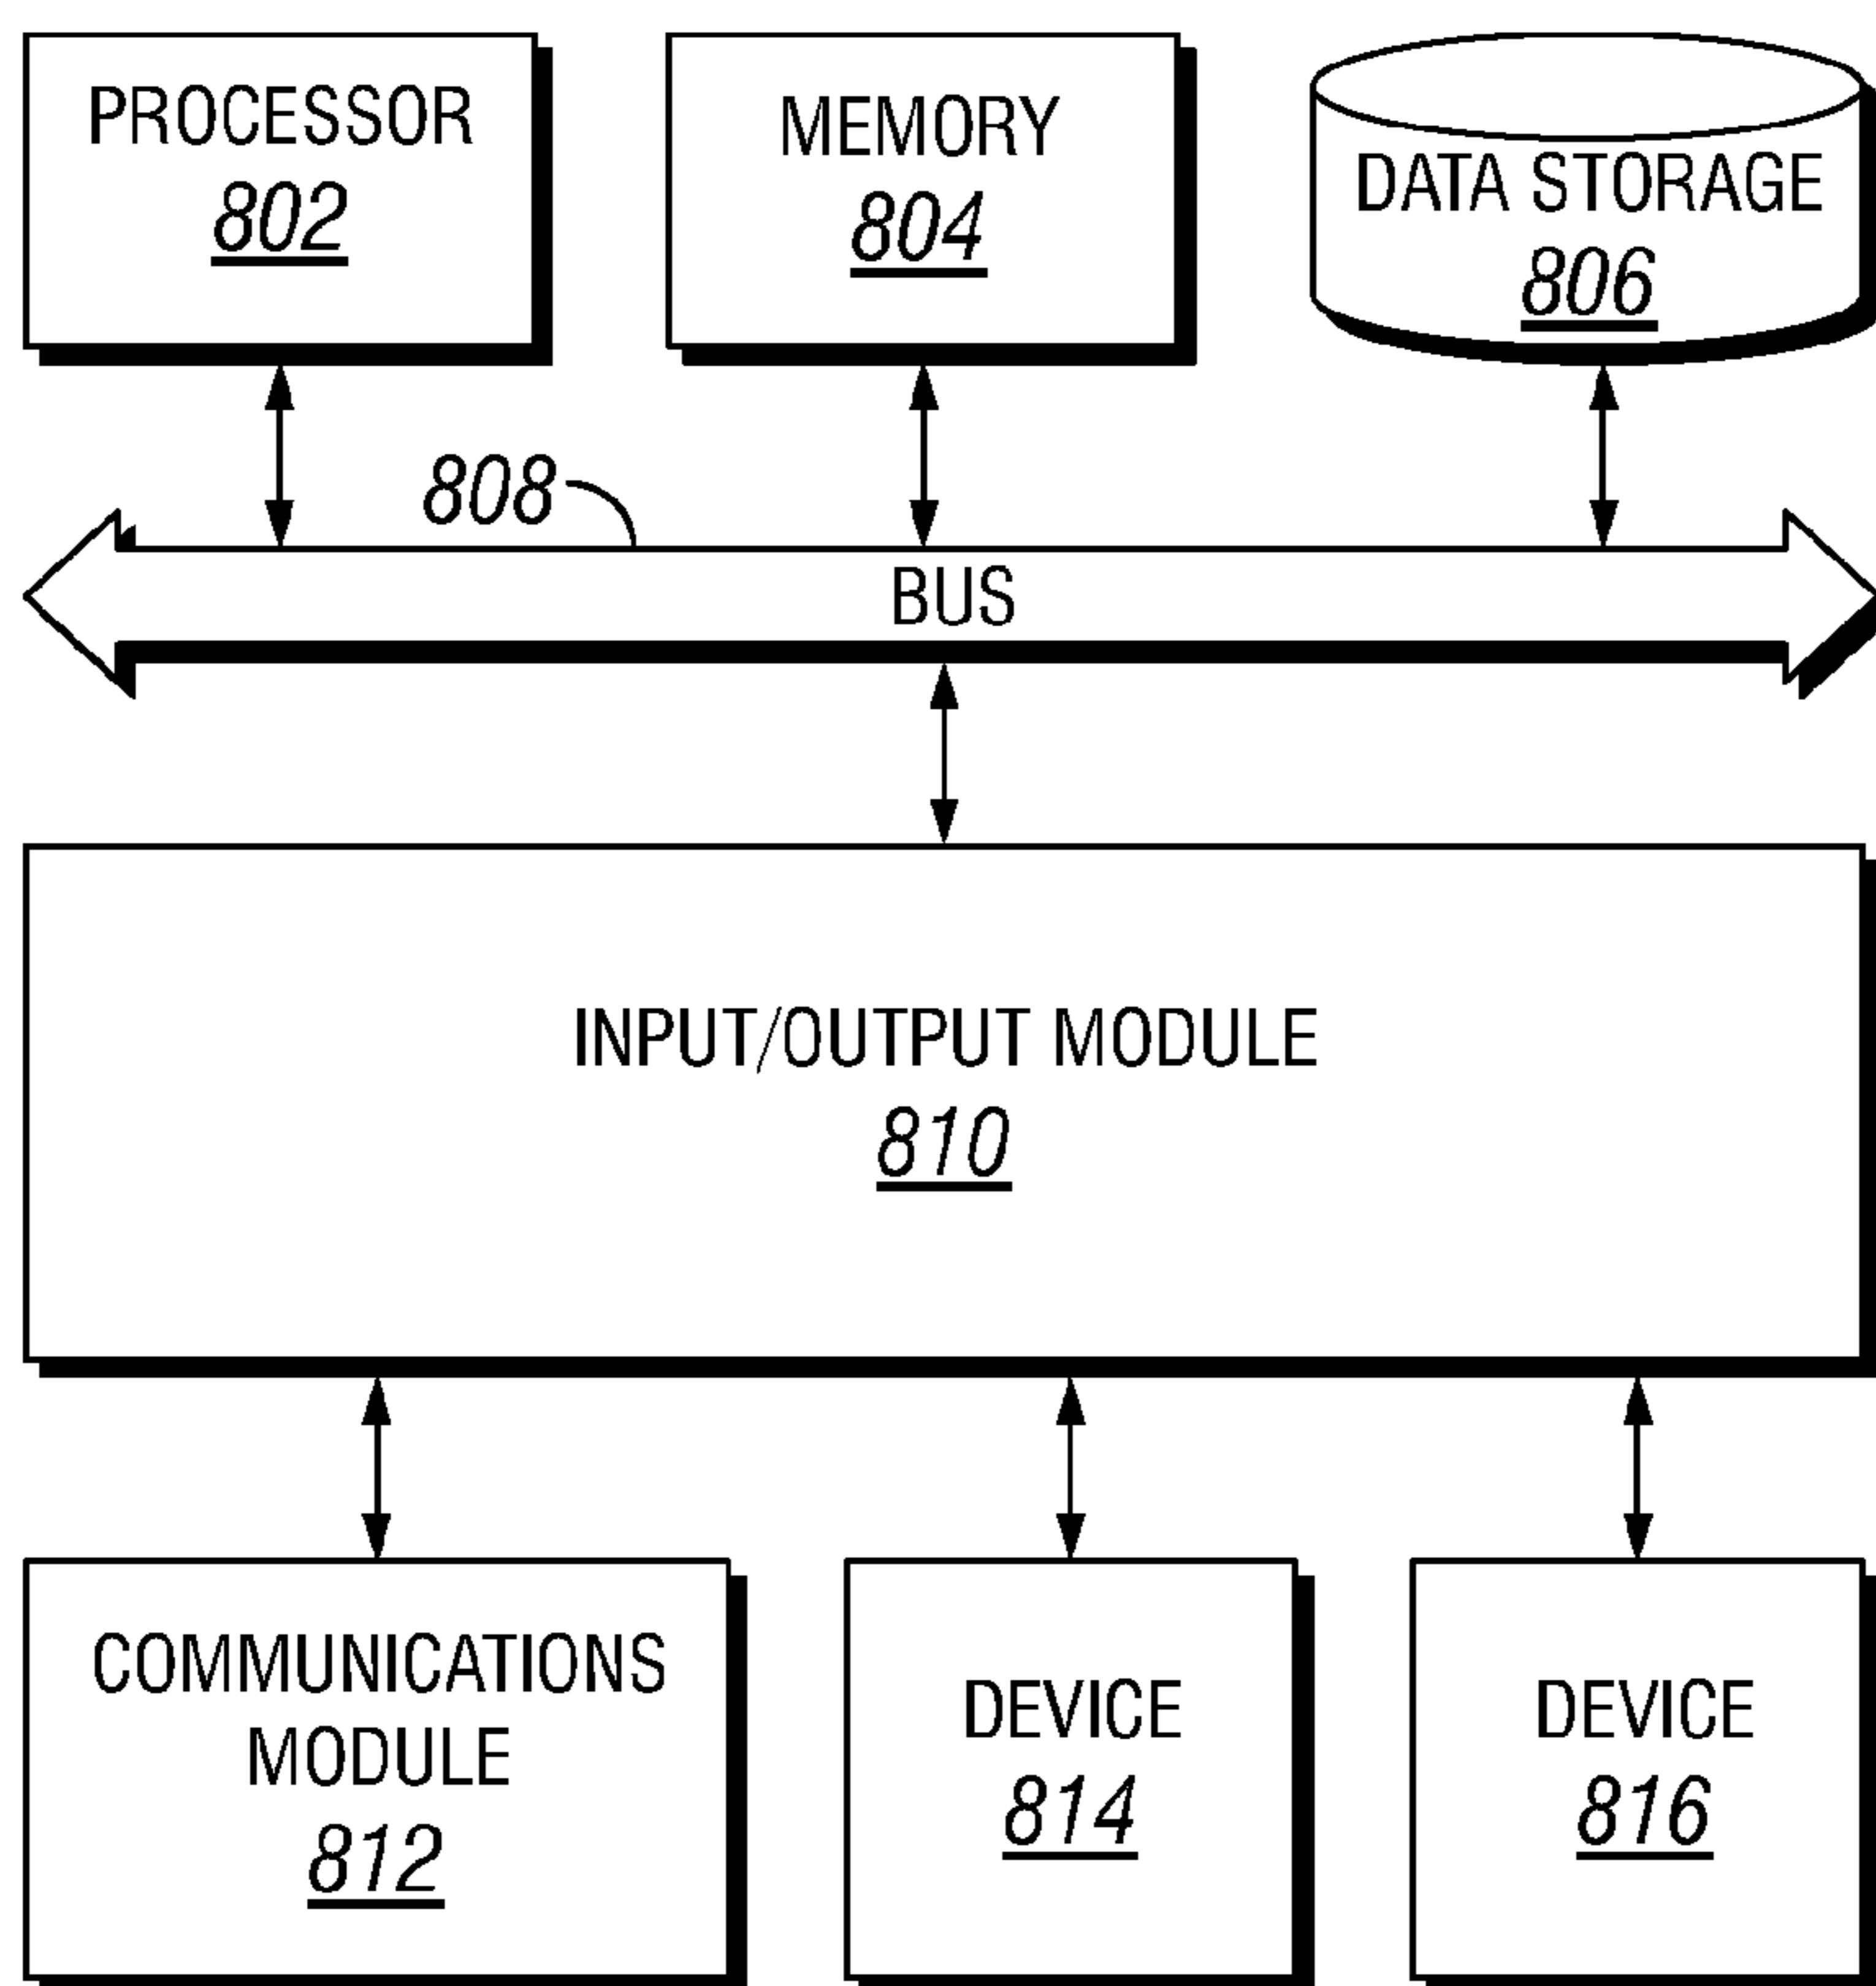 PROCESSOR
802
MEMORY
804
DATA STORAGE
806
808
BUS
INPUT/OUTPUT MODULE
810
COMMUNICATIONS
MODULE
812
DEVICE
814
DEVICE
816